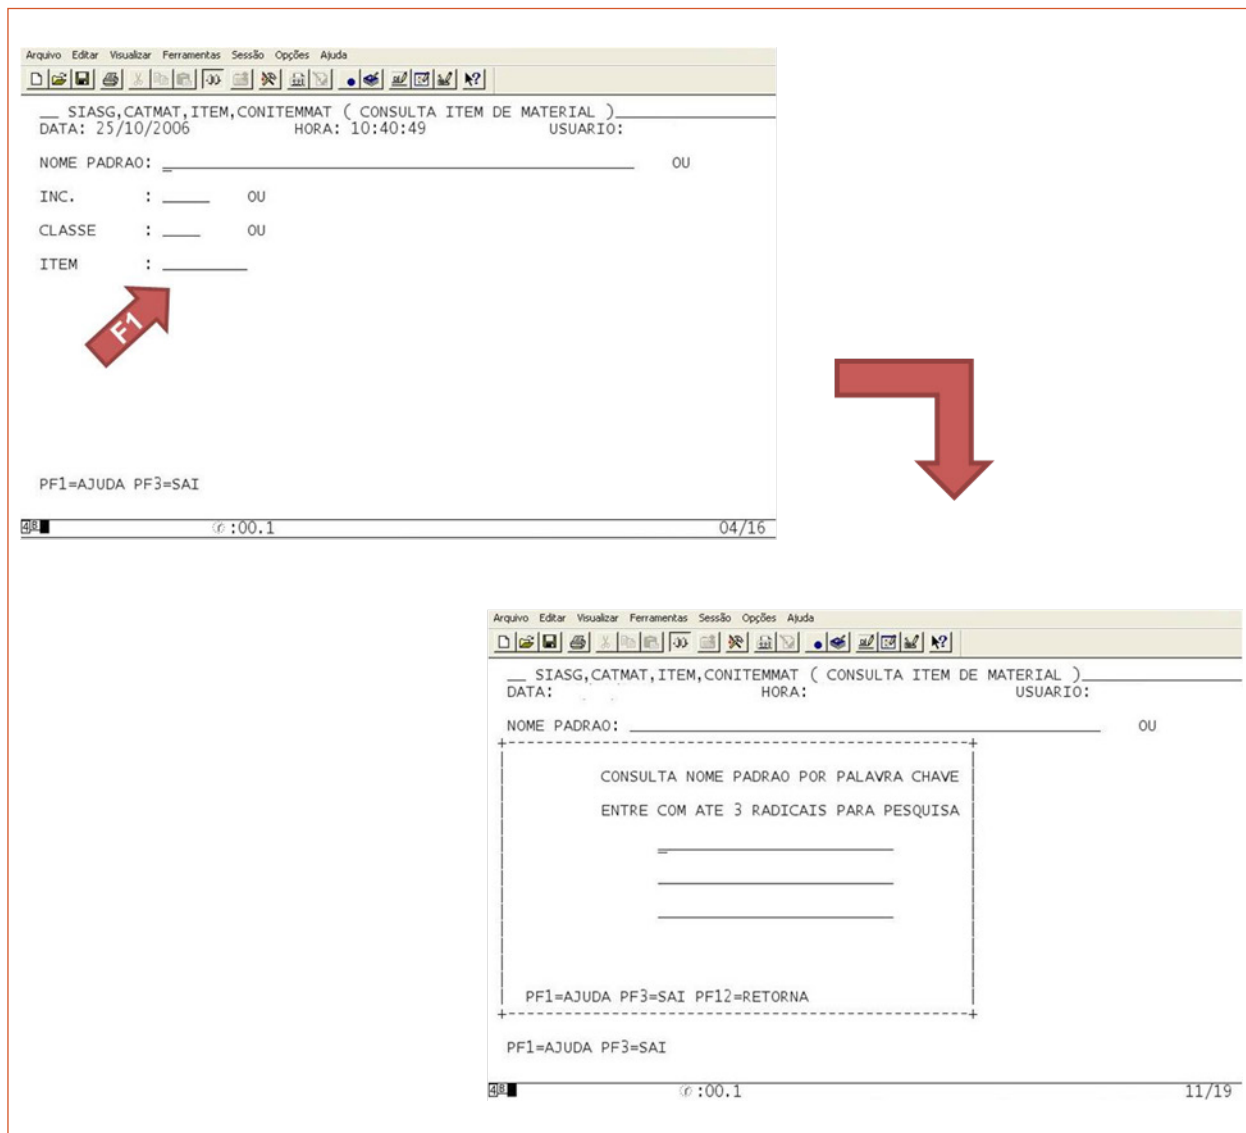 Arquivo Editar Visualizar Ferramentas Sessão Opções Ajuda
__ SIASG,CATMAT,ITEM,CONITEMMAT ( CONSULTA ITEM DE MATERIAL )
DATA: 25/10/2006 HORA: 10:40:49 USUARIO:
NOME PADRAO: OU
INC. : OU
CLASSE : OU
ITEM :
F1
PF1=AJUDA PF3=SAI
4B :00.1 04/16
Arquivo Editar Visualizar Ferramentas Sessão Opções Ajuda
__ SIASG,CATMAT,ITEM,CONITEMMAT ( CONSULTA ITEM DE MATERIAL )
DATA: HORA: USUARIO:
NOME PADRAO: OU
CONSULTA NOME PADRAO POR PALAVRA CHAVE
ENTRE COM ATE 3 RADICAIS PARA PESQUISA
PF1=AJUDA PF3=SAI PF12=RETORNA
PF1=AJUDA PF3=SAI
4B :00.1 11/19